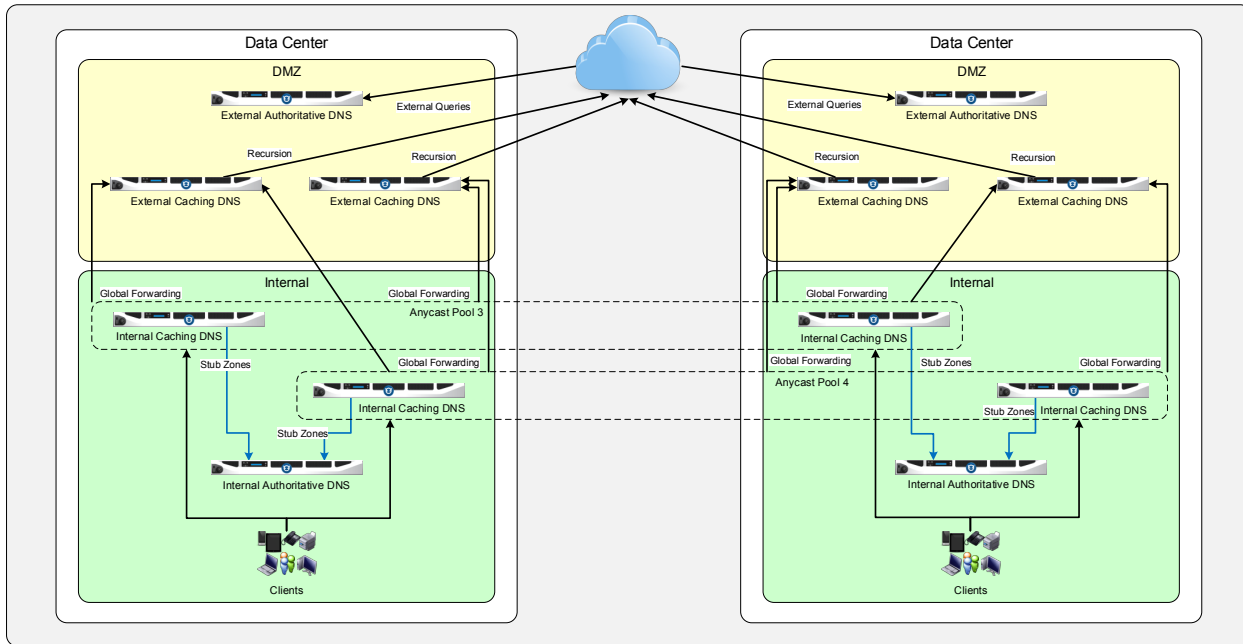 Data Center
DMZ
External Authoritative DNS
External Queries
Recursion
Recursion
External Caching DNS
External Caching DNS
Internal
Global Forwarding
Global Forwarding
Anycast Pool 3
Internal Caching DNS
Stub Zones
Global Forwarding
Internal Caching DNS
Stub Zones
Internal Authoritative DNS
Clients
Data Center
DMZ
External Queries
External Authoritative DNS
Recursion
Recursion
External Caching DNS
External Caching DNS
Internal
Global Forwarding
Internal Caching DNS
Global Forwarding
Stub Zones
Global Forwarding
Anycast Pool 4
Stub Zones
Internal Caching DNS
Internal Authoritative DNS
Clients